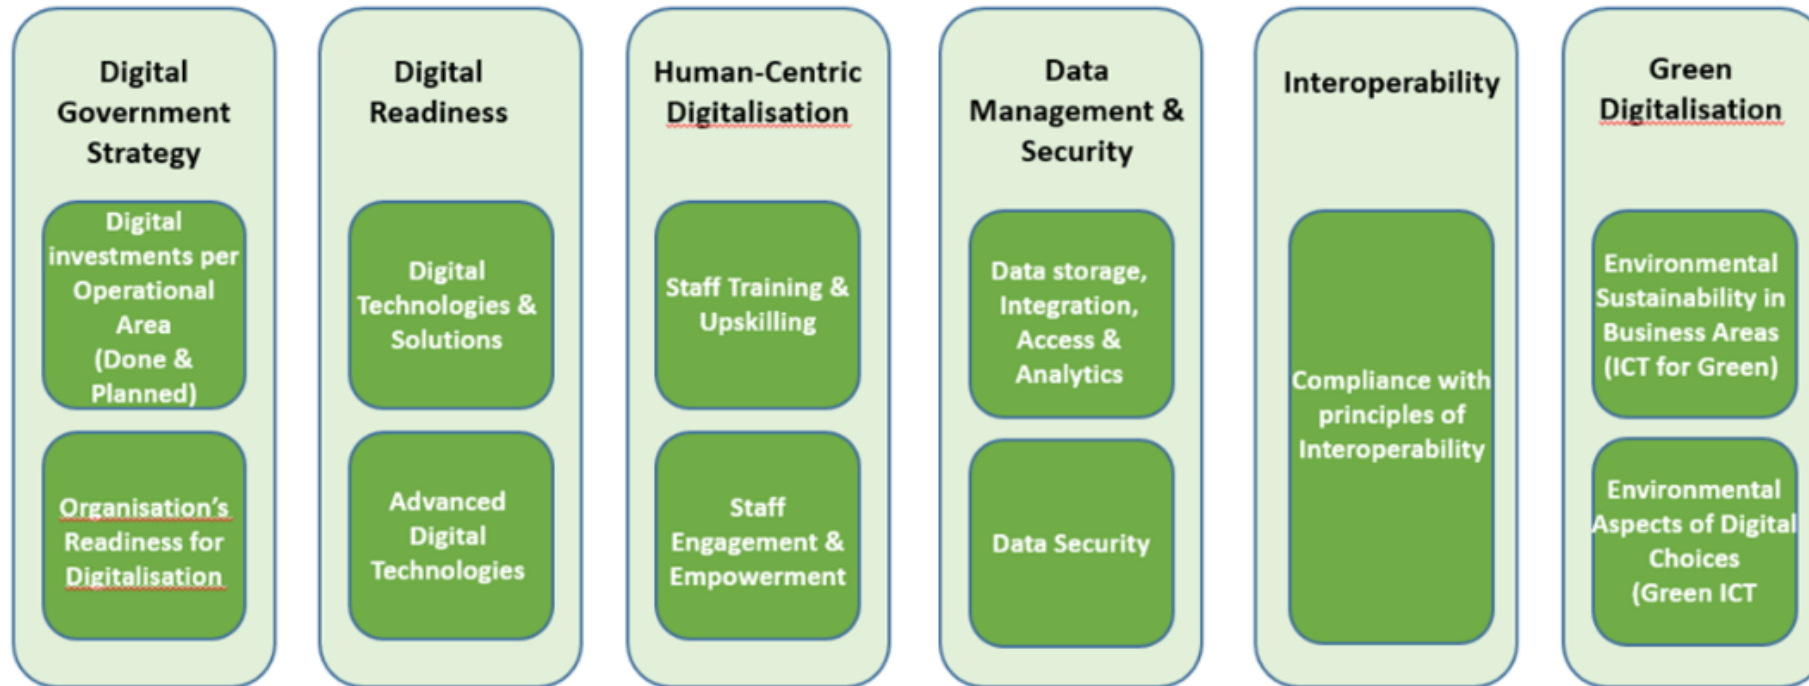 Digital
Government
Strategy
Digital
investments per
Operational
Area
(Done &
Planned)
Organisation's
Readiness for
Digitalisation
Digital
Readiness
Digital
Technologies &
Solutions
Advanced
Digital
Technologies
Human-Centric
Digitalisation
Staff Training &
Upskilling
Staff
Engagement &
Empowerment
Data
Management &
Security
Data storage,
Integration,
Access &
Analytics
Data Security
Interoperability
Compliance with
principles of
Interoperability
Green
Digitalisation
Environmental
Sustainability in
Business Areas
(ICT for Green)
Environmental
Aspects of Digital
Choices
(Green ICT